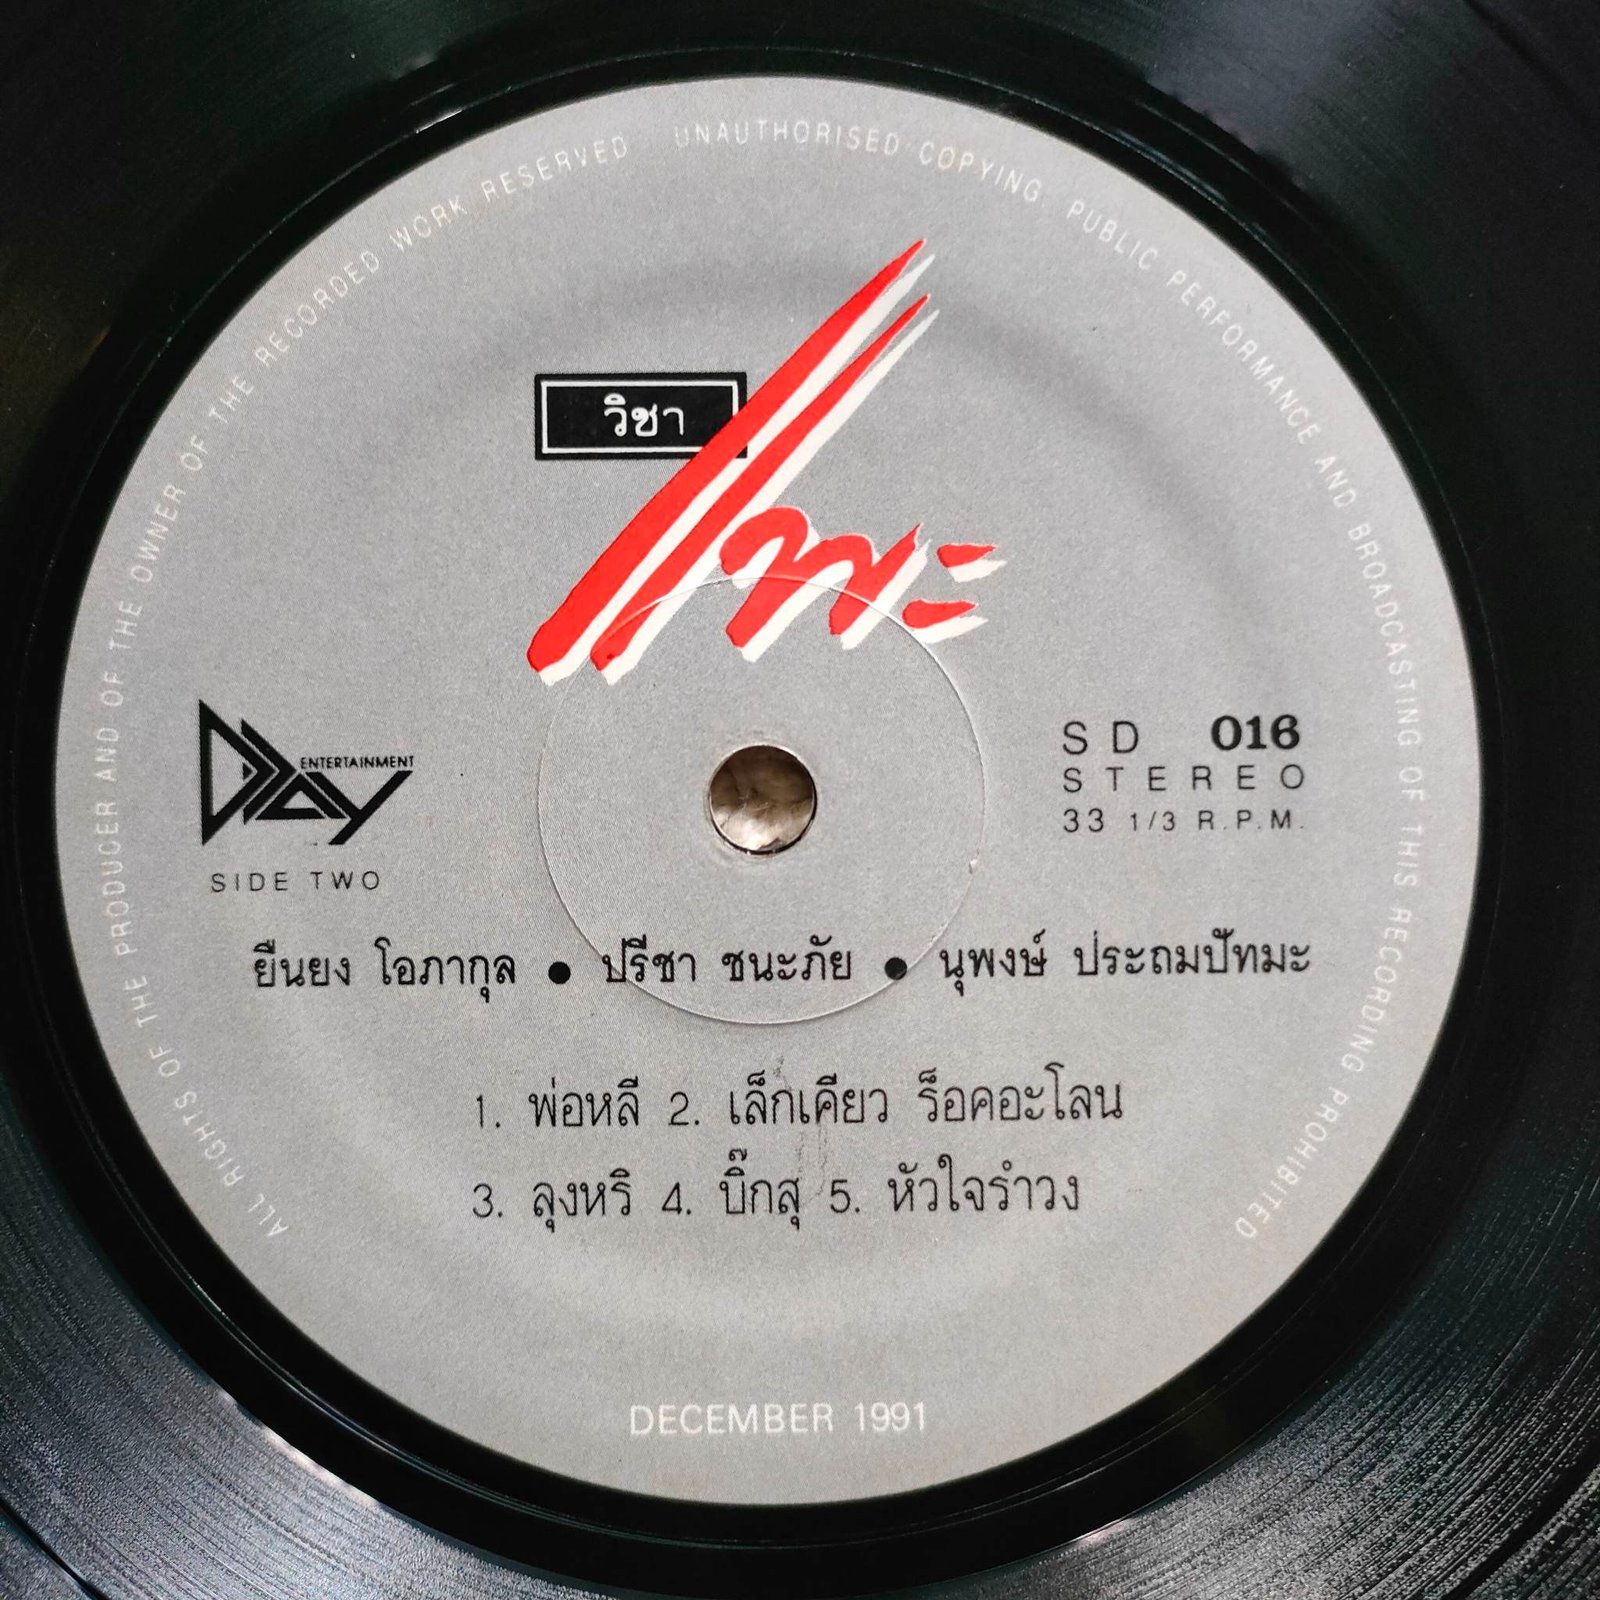 ALL RIGHTS OF THE PRODUCER AND OF THE OWNER OF THE RECORDED WORK RESERVED UNAUTHORISED COPYING PUBLIC PERFORMANCE AND BROADCASTING OF THIS RECORDING PROHIBITED
วิชา
แพะ
D-Day ENTERTAINMENT
SIDE TWO
SD 016
STEREO
33 1/3 R.P.M.
ยืนยง โอภากุล ● ปรีชา ชนะภัย ● นุพงษ์ ประถมปัทมะ
1. พ่อหลี 2. เล็กเคียว ร็อคอะโลน
3. ลุงหริ 4. บิ๊กสุ 5. หัวใจรำวง
DECEMBER 1991